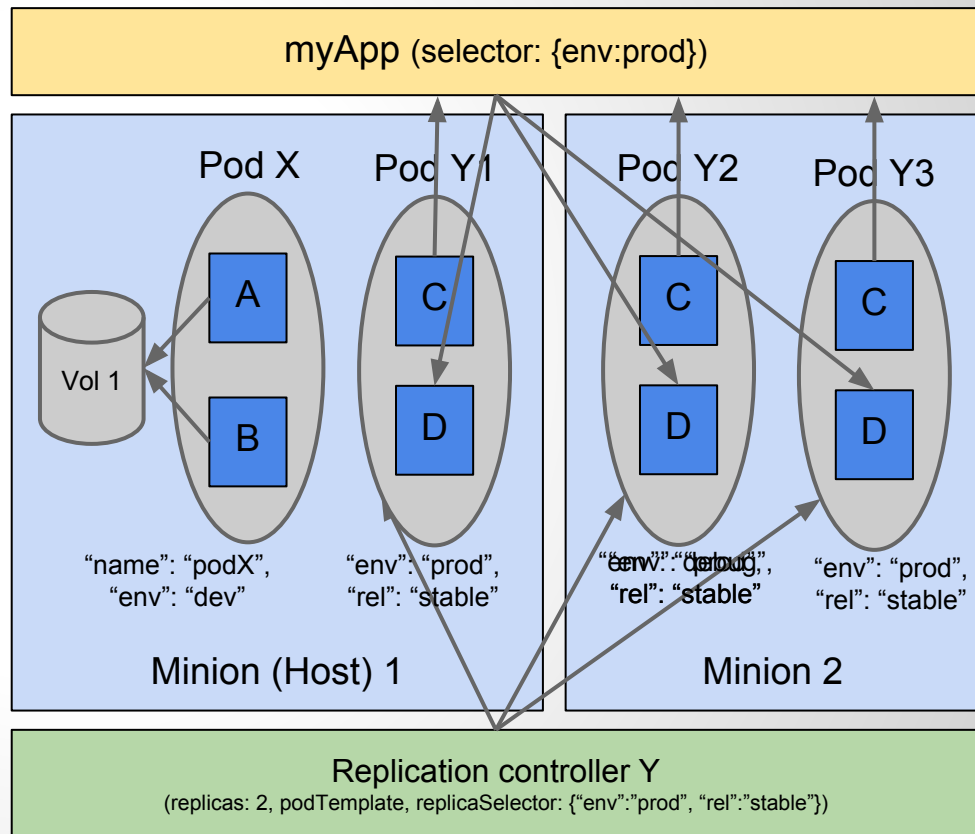 myApp (selector: {env:prod})
Pod X
Pod Y1
Pod Y2
Pod Y3
A
C
C
C
Vol 1
B
D
D
D
“name”: “podX”,
“env”: “dev”
“env”: “prod”,
“rel”: “stable”
“rel”: “stable”
“env”: “prod”,
“rel”: “stable”
Minion (Host) 1
Minion 2
Replication controller Y
(replicas: 2, podTemplate, replicaSelector: {“env”:”prod”, “rel”:”stable”})